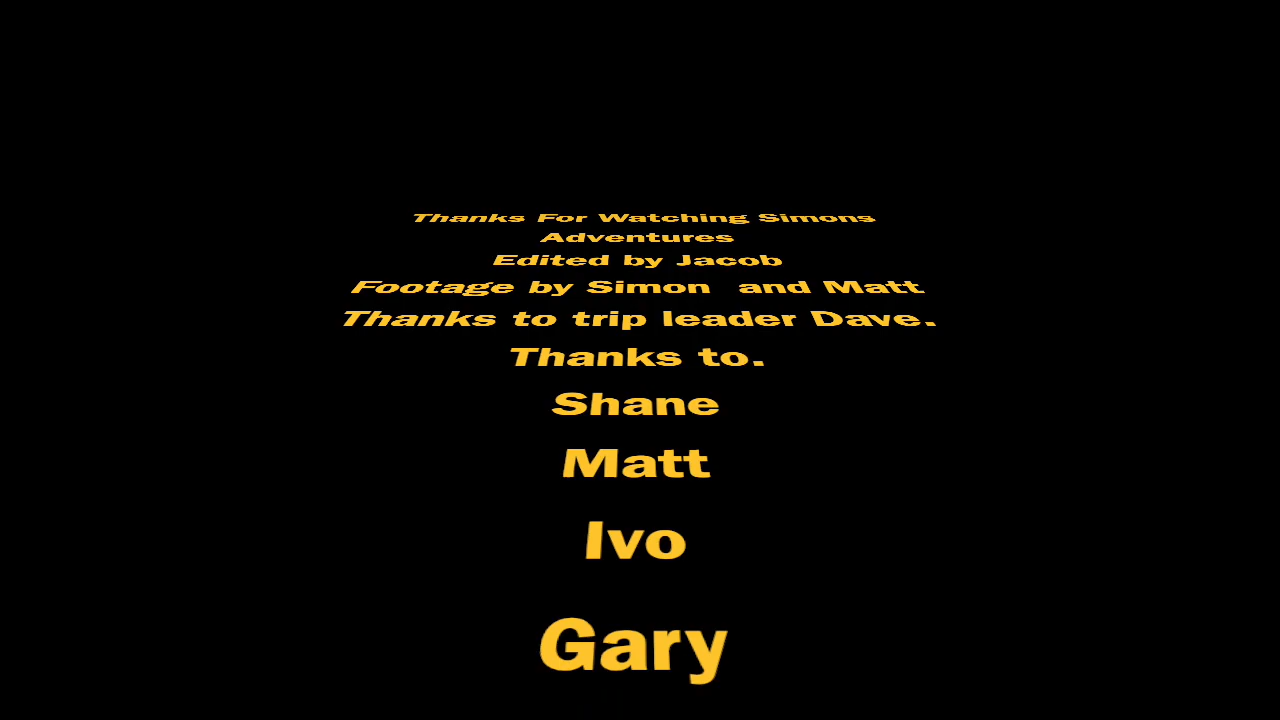 Thanks For Watching Simons
Adventures
Edited by Jacob
Footage by Simon  and Matt
Thanks to trip leader Dave.
Thanks to.
Shane
Matt
Ivo
Gary